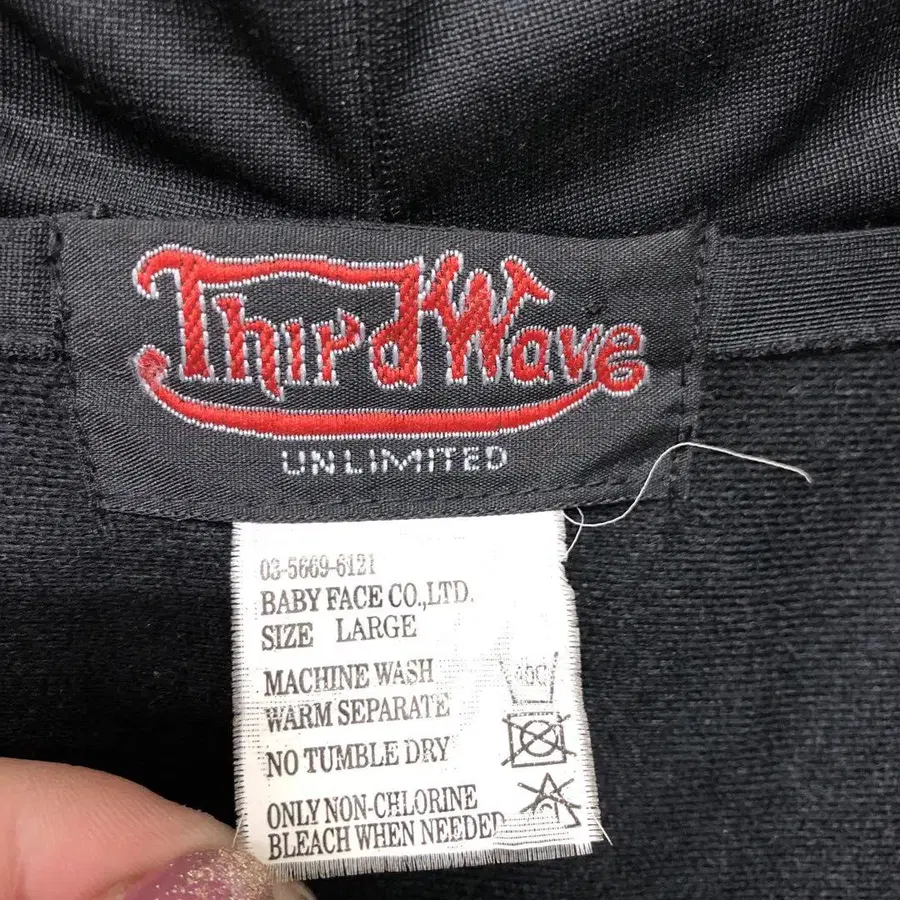 Third Wave
UNLIMITED
03-5669-6121
BABY FACE CO.,LTD.
SIZE LARGE
MACHINE WASH
WARM SEPARATE
NO TUMBLE DRY
ONLY NON-CHLORINE
BLEACH WHEN NEEDED